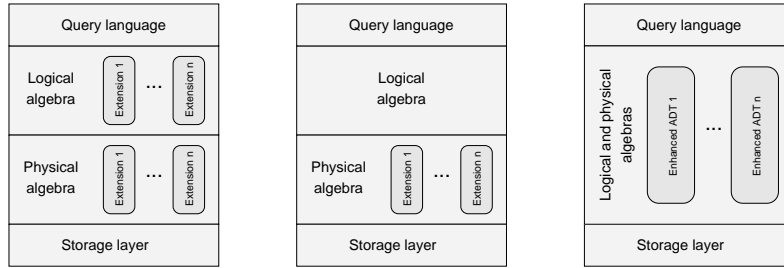 Query language
Logical
algebra
Extension 1
...
Extension n
Physical
algebra
Extension 1
...
Extension n
Storage layer
Query language
Logical
algebra
Physical
algebra
Extension 1
...
Extension n
Storage layer
Query language
Logical and physical
algebras
Enhanced ADT 1
...
Enhanced ADT n
Storage layer